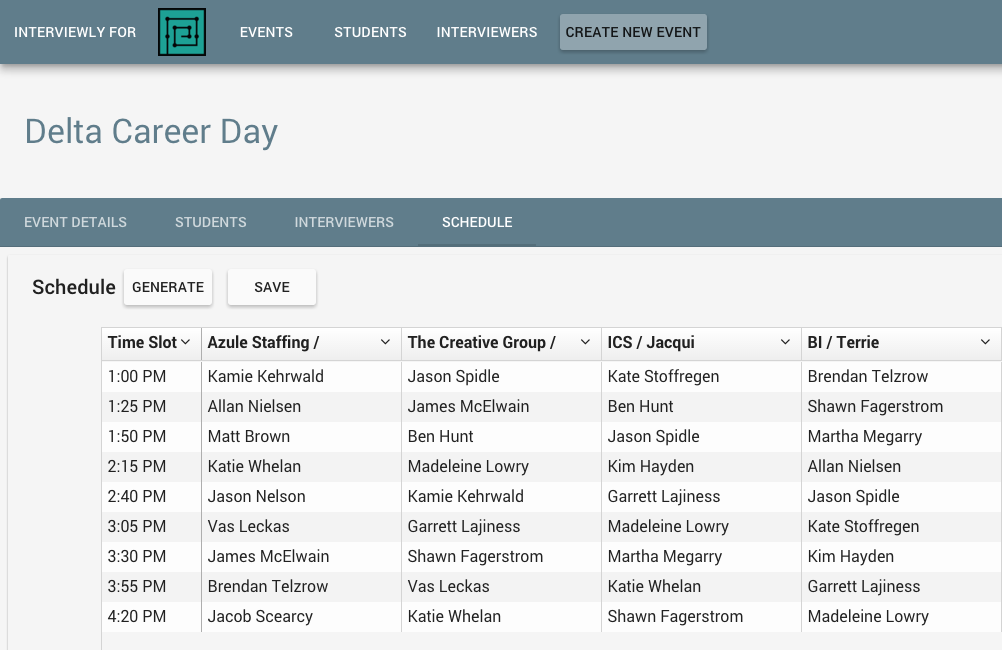 INTERVIEWLY FOR EVENTS STUDENTS INTERVIEWERS CREATE NEW EVENT
Delta Career Day
EVENT DETAILS STUDENTS INTERVIEWERS SCHEDULE
Schedule GENERATE SAVE
Time Slot Azule Staffing / The Creative Group / ICS / Jacqui BI / Terrie
1:00 PM Kamie Kehrwald Jason Spidle Kate Stoffregen Brendan Telzrow
1:25 PM Allan Nielsen James McElwain Ben Hunt Shawn Fagerstrom
1:50 PM Matt Brown Ben Hunt Jason Spidle Martha Megarry
2:15 PM Katie Whelan Madeleine Lowry Kim Hayden Allan Nielsen
2:40 PM Jason Nelson Kamie Kehrwald Garrett Lajiness Jason Spidle
3:05 PM Vas Leckas Garrett Lajiness Madeleine Lowry Kate Stoffregen
3:30 PM James McElwain Shawn Fagerstrom Martha Megarry Kim Hayden
3:55 PM Brendan Telzrow Vas Leckas Katie Whelan Garrett Lajiness
4:20 PM Jacob Scearcy Katie Whelan Shawn Fagerstrom Madeleine Lowry